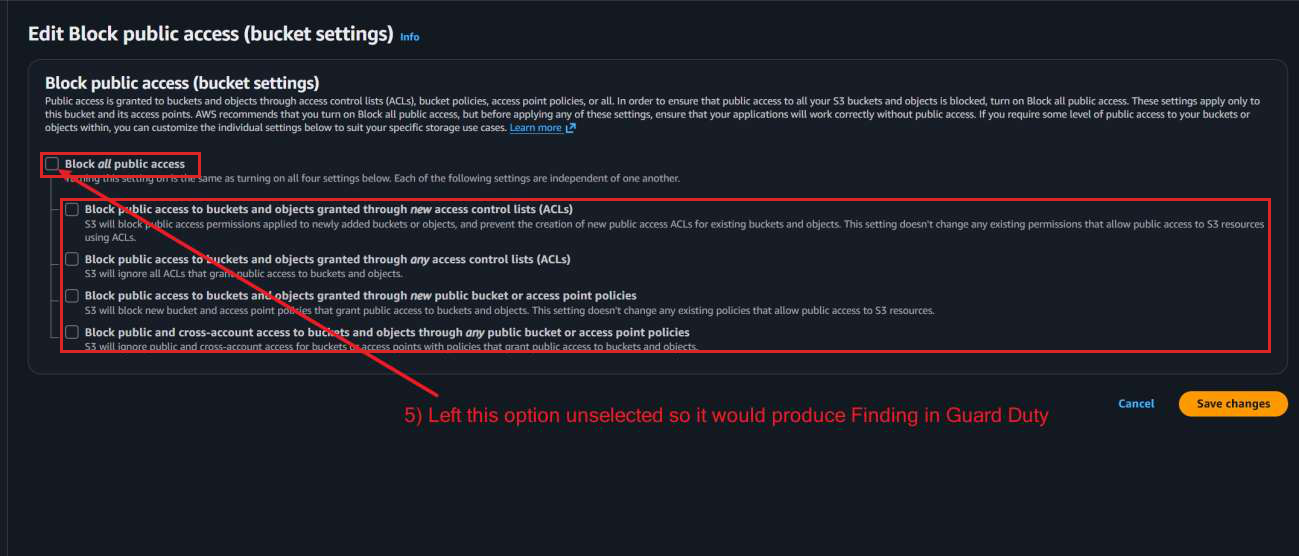 Edit Block public access (bucket settings) Info
Block public access (bucket settings)
Public access is granted to buckets and objects through access control lists (ACLs), bucket policies, access point policies, or all. In order to ensure that public access to all your S3 buckets and objects is blocked, turn on Block all public access. These settings apply only to
this bucket and its access points. AWS recommends that you turn on Block all public access, but before applying any of these settings, ensure that your applications will work correctly without public access. If you require some level of public access to your buckets or
objects within, you can customize the individual settings below to suit your specific storage use cases. Learn more
Block all public access
Turning this setting on is the same as turning on all four settings below. Each of the following settings are independent of one another.
Block public access to buckets and objects granted through new access control lists (ACLs)
S3 will block public access permissions applied to newly added buckets or objects, and prevent the creation of new public access ACLs for existing buckets and objects. This setting doesn't change any existing permissions that allow public access to S3 resources
using ACLs.
Block public access to buckets and objects granted through any access control lists (ACLs)
S3 will ignore all ACLs that grant public access to buckets and objects.
Block public access to buckets and objects granted through new public bucket or access point policies
S3 will block new bucket and access point policies that grant public access to buckets and objects. This setting doesn't change any existing policies that allow public access to S3 resources.
Block public and cross-account access to buckets and objects through any public bucket or access point policies
S3 will ignore public and cross-account access for buckets or access points with policies that grant public access to buckets and objects.
5) Left this option unselected so it would produce Finding in Guard Duty
Cancel Save changes